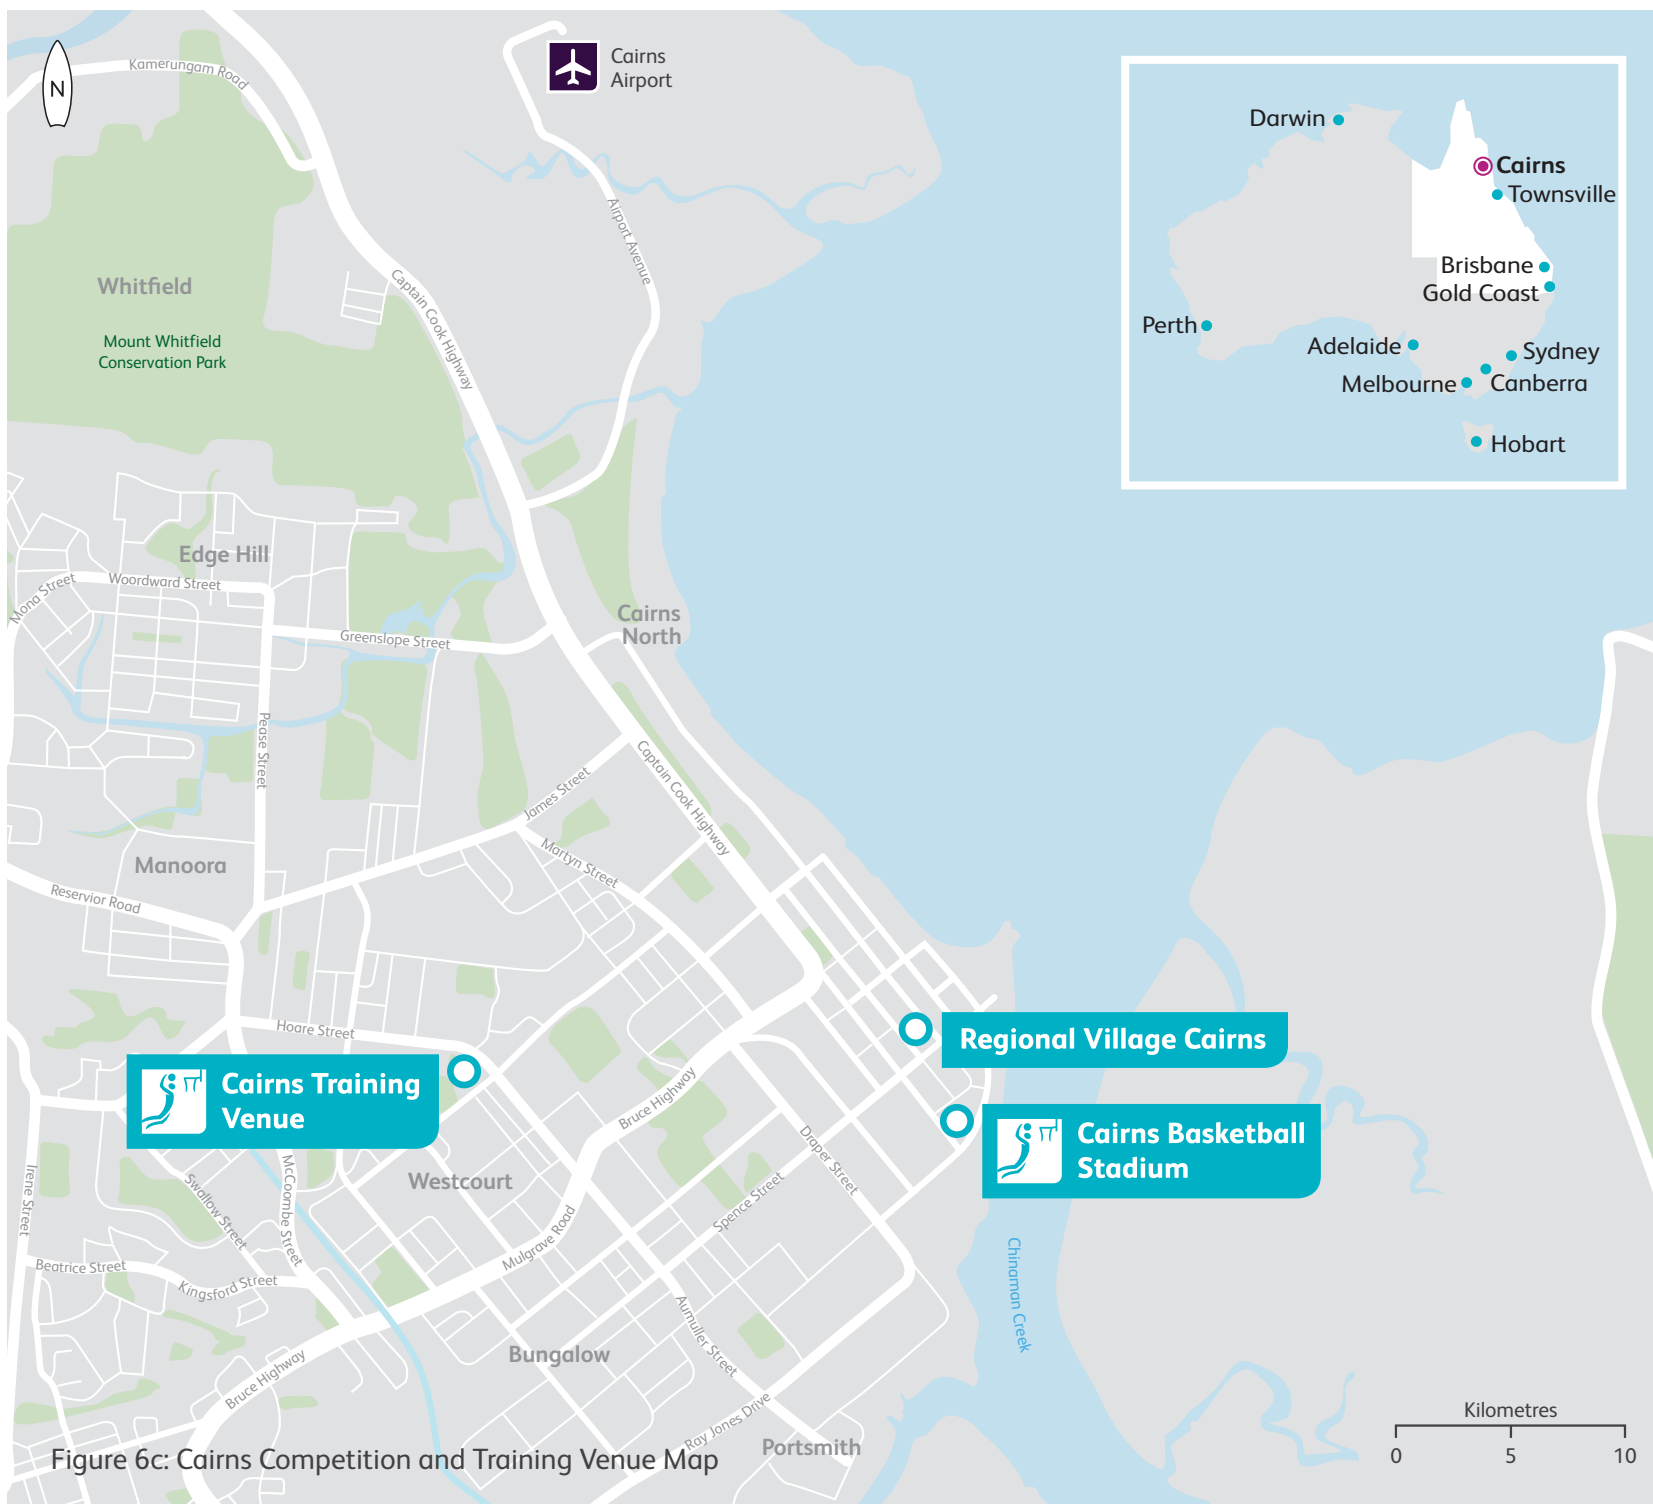 N
Kamerungam Road
Cairns
Airport
Airport Avenue
Captain Cook Highway
Whitfield
Mount Whitfield
Conservation Park
Darwin
Cairns
Townsville
Brisbane
Gold Coast
Perth
Adelaide
Sydney
Melbourne
Canberra
Hobart
Edge Hill
Mona Street
Woordward Street
Greenslope Street
Cairns
North
Pease Street
Captain Cook Highway
James Street
Martyn Street
Manoora
Reservior Road
Hoare Street
Regional Village Cairns
Cairns Training
Venue
Bruce Highway
Cairns Basketball
Stadium
Draper Street
Irene Street
McCoombe Street
Swallow Street
Westcourt
Spence Street
Mulgrave Road
Chinaman Creek
Beatrice Street
Kingsford Street
Aumuller Street
Bungalow
Bruce Highway
Ray Jones Drive
Portsmith
Kilometres
0 5 10
Figure 6c: Cairns Competition and Training Venue Map